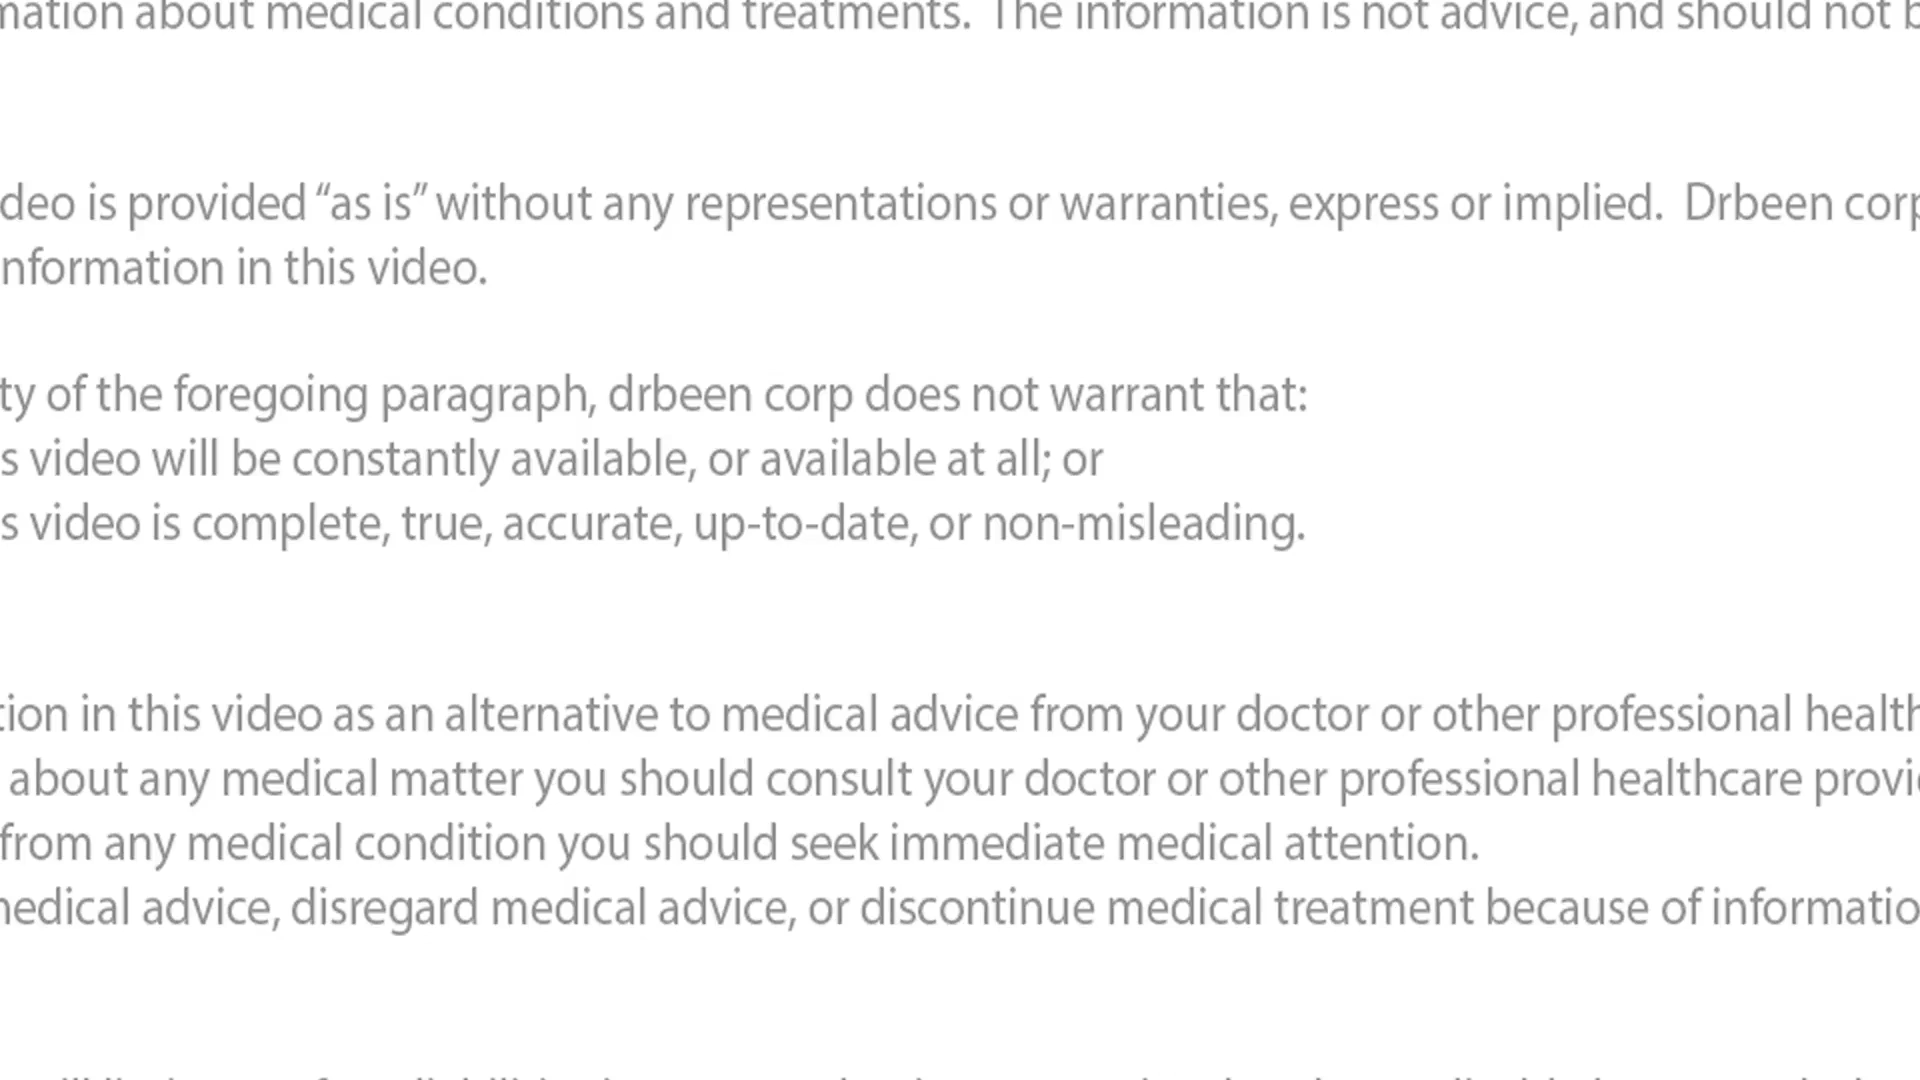 mation about medical conditions and treatments.  The information is not advice, and should not b
deo is provided “as is” without any representations or warranties, express or implied.  Drbeen corp
nformation in this video.
ty of the foregoing paragraph, drbeen corp does not warrant that:
s video will be constantly available, or available at all; or
s video is complete, true, accurate, up-to-date, or non-misleading.
tion in this video as an alternative to medical advice from your doctor or other professional health
about any medical matter you should consult your doctor or other professional healthcare provi
from any medical condition you should seek immediate medical attention.
medical advice, disregard medical advice, or discontinue medical treatment because of informatio